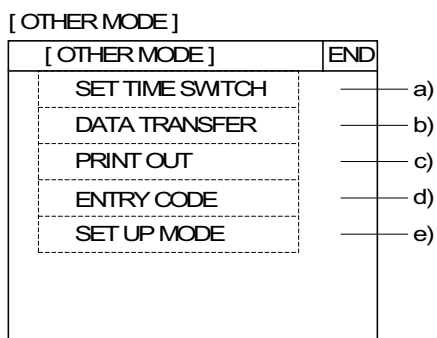 [ OTHER MODE ]
[ OTHER MODE ] END
SET TIME SWITCH a)
DATA TRANSFER b)
PRINT OUT c)
ENTRY CODE d)
SET UP MODE e)